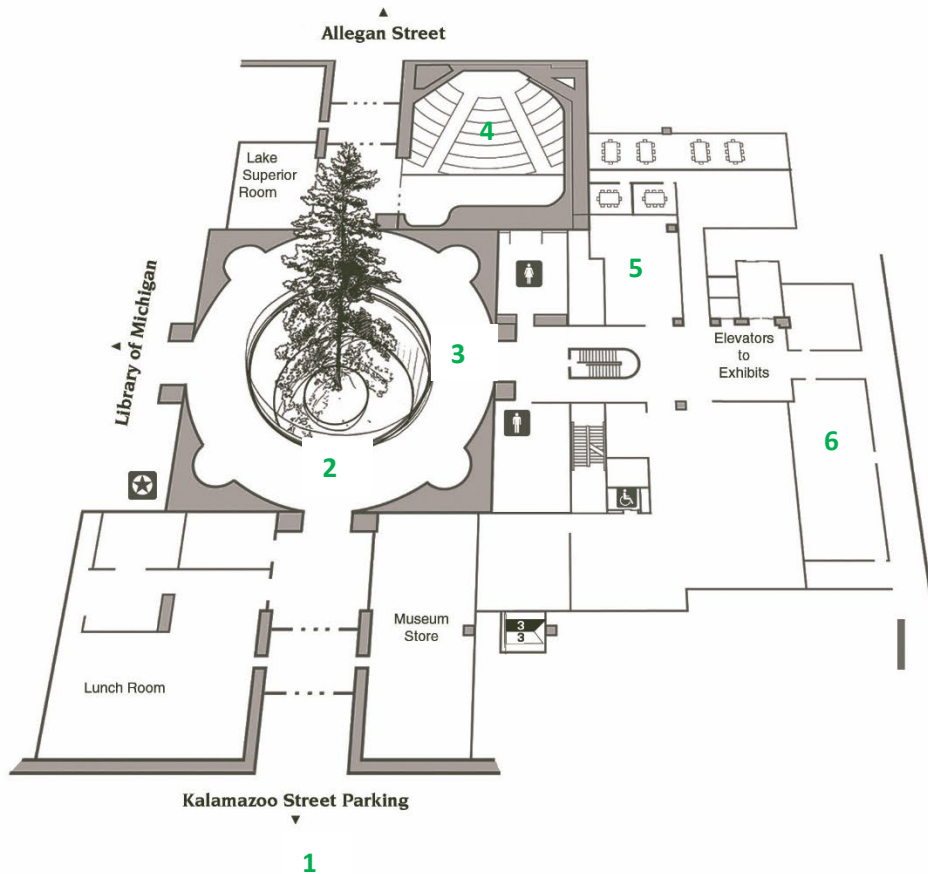 Allegan Street
4
Lake
Superior
Room
5
Library of Michigan
3
Elevators
to
Exhibits
2
6
Museum
Store
3
3
Lunch Room
Kalamazoo Street Parking
1